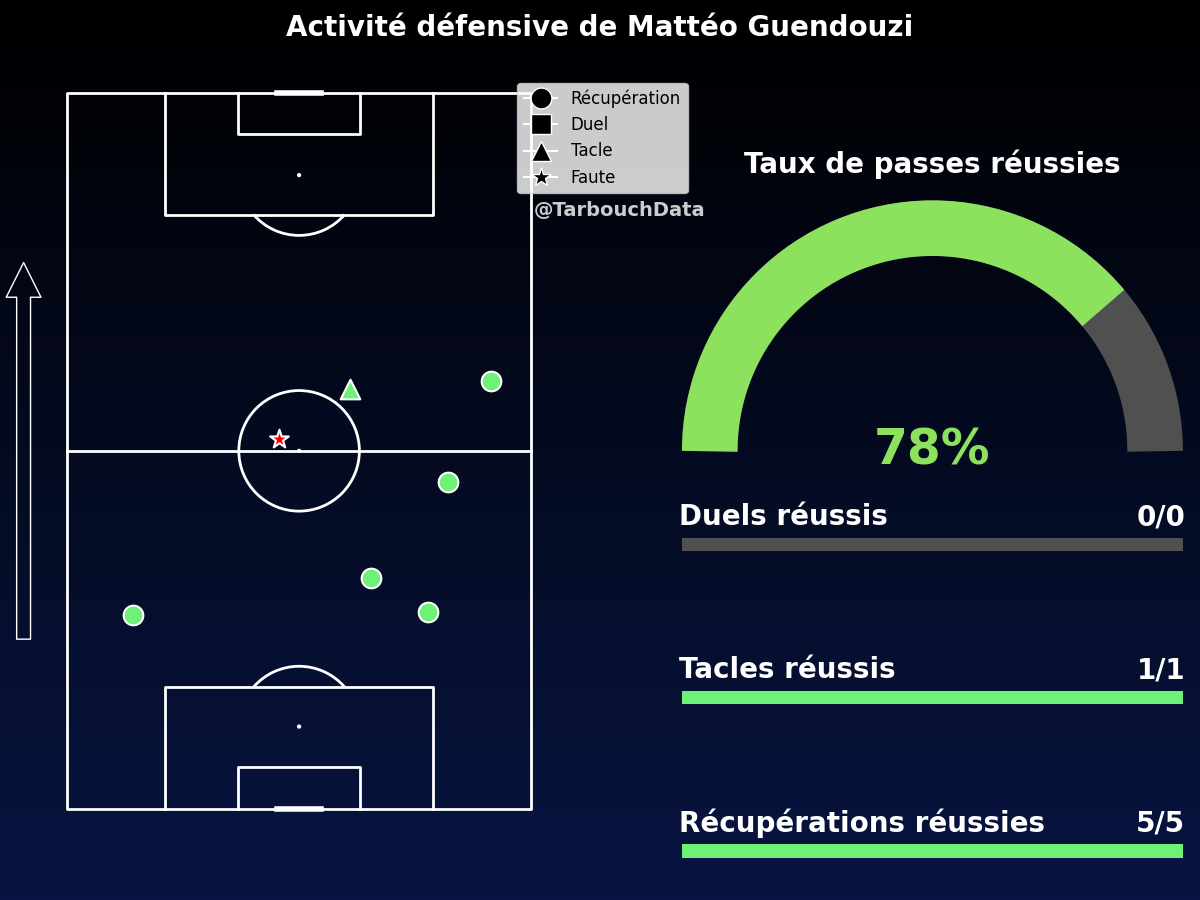 Activité défensive de Mattéo Guendouzi
Récupération
Duel
Tacle
Faute
@TarbouchData
Taux de passes réussies
78%
Duels réussis 0/0
Tacles réussis 1/1
Récupérations réussies 5/5